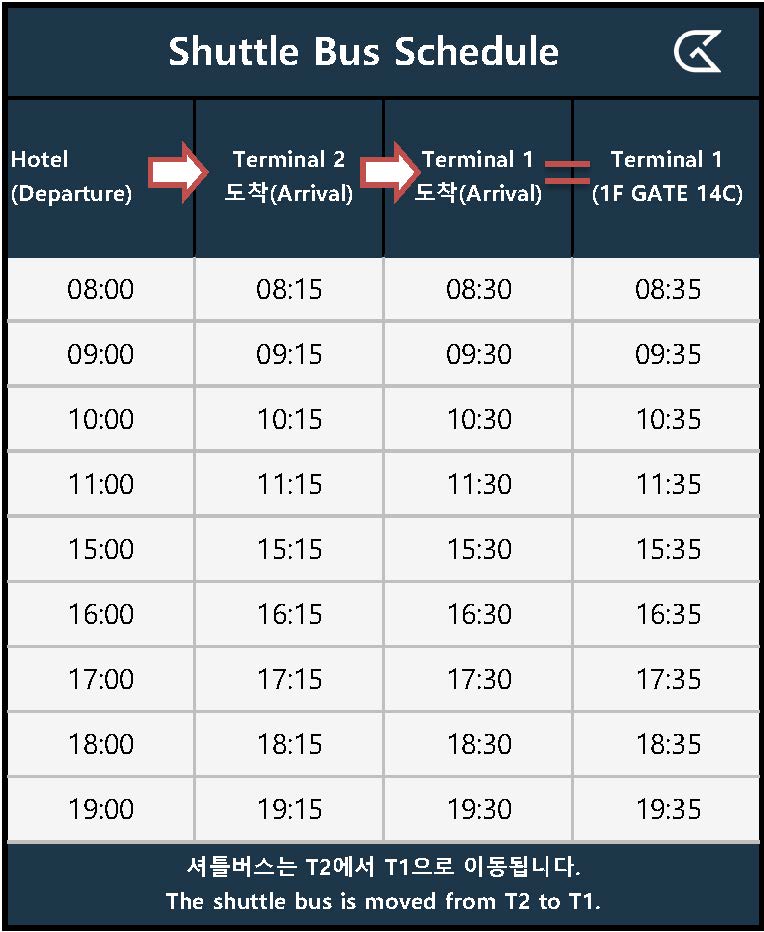 Shuttle Bus Schedule
Hotel
(Departure)
Terminal 2
도착(Arrival)
Terminal 1
도착(Arrival)
Terminal 1
(1F GATE 14C)
08:00 08:15 08:30 08:35
09:00 09:15 09:30 09:35
10:00 10:15 10:30 10:35
11:00 11:15 11:30 11:35
15:00 15:15 15:30 15:35
16:00 16:15 16:30 16:35
17:00 17:15 17:30 17:35
18:00 18:15 18:30 18:35
19:00 19:15 19:30 19:35
셔틀버스는 T2에서 T1으로 이동됩니다.
The shuttle bus is moved from T2 to T1.